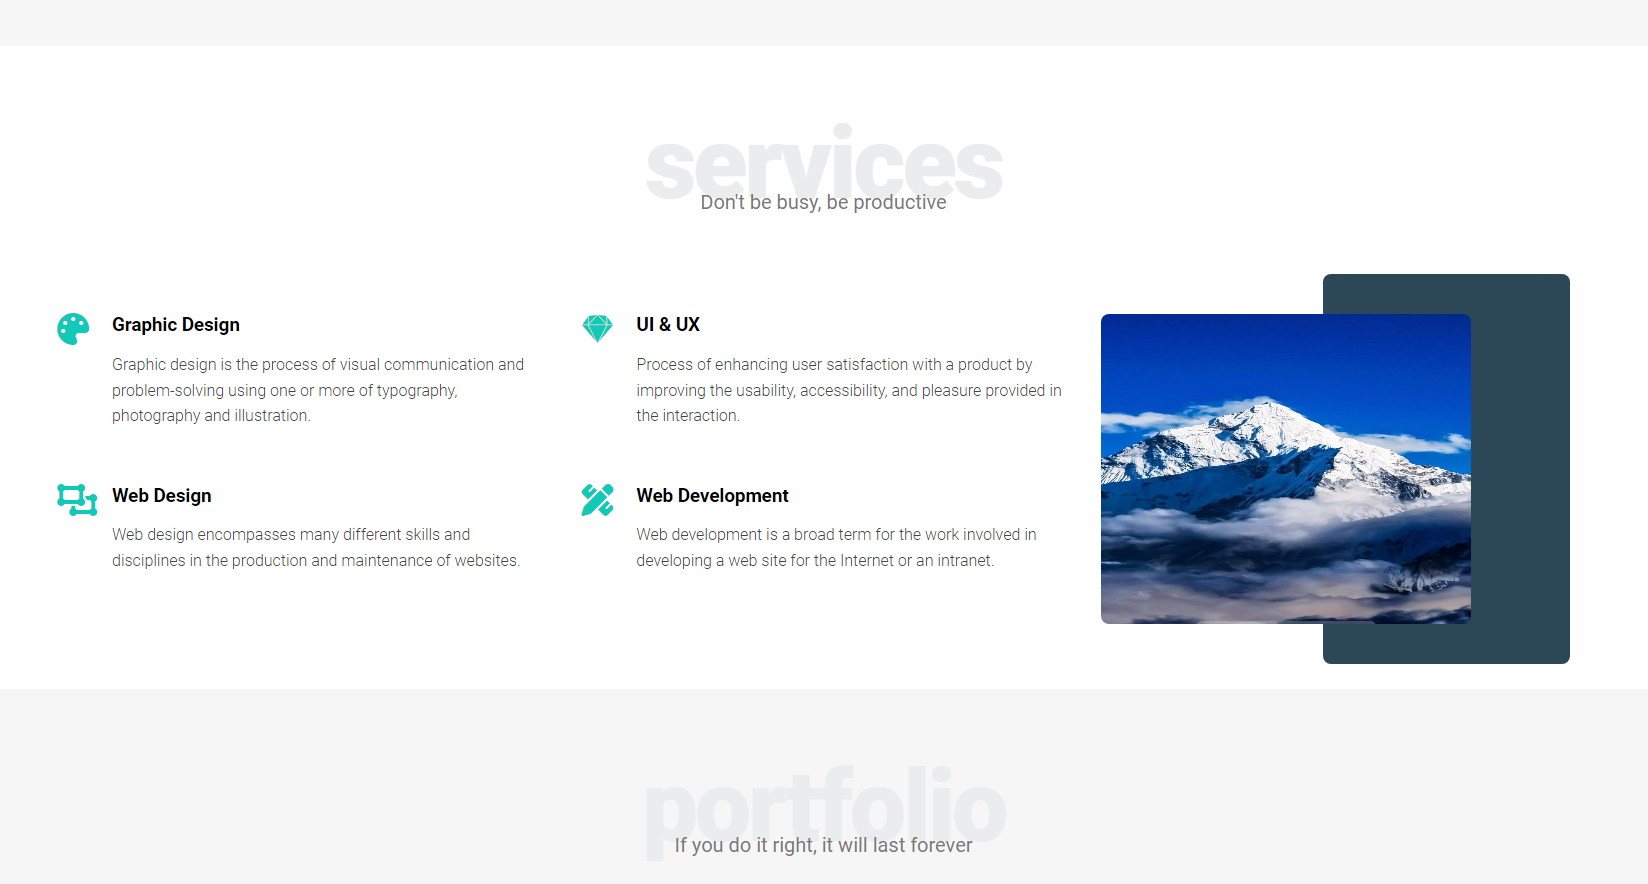 services
Don't be busy, be productive
Graphic Design
Graphic design is the process of visual communication and
problem-solving using one or more of typography,
photography and illustration.
UI & UX
Process of enhancing user satisfaction with a product by
improving the usability, accessibility, and pleasure provided in
the interaction.
Web Design
Web design encompasses many different skills and
disciplines in the production and maintenance of websites.
Web Development
Web development is a broad term for the work involved in
developing a web site for the Internet or an intranet.
portfolio
If you do it right, it will last forever